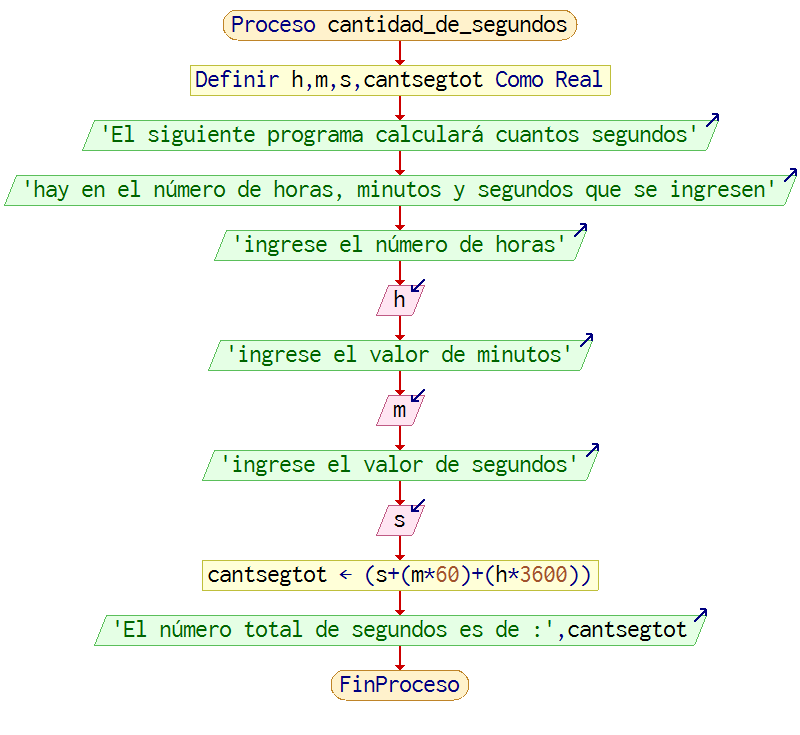 Proceso cantidad_de_segundos
Definir h,m,s,cantsegtot Como Real
'El siguiente programa calculará cuantos segundos'
'hay en el número de horas, minutos y segundos que se ingresen'
'ingrese el número de horas'
h
'ingrese el valor de minutos'
m
'ingrese el valor de segundos'
s
cantsegtot ← (s+(m*60)+(h*3600))
'El número total de segundos es de :',cantsegtot
FinProceso